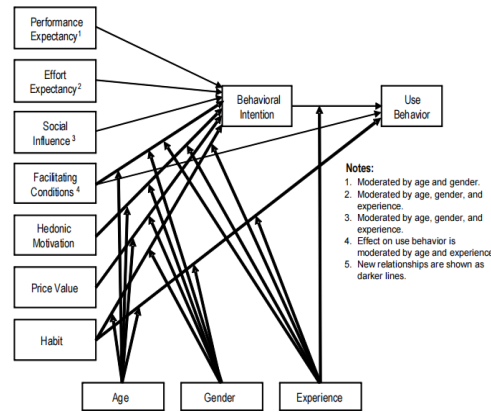 Performance
Expectancy1
Effort
Expectancy2
Social
Influence 3
Facilitating
Conditions 4
Hedonic
Motivation
Price Value
Habit
Behavioral
Intention
Use
Behavior
Notes:
1. Moderated by age and gender.
2. Moderated by age, gender, and
experience.
3. Moderated by age, gender, and
experience.
4. Effect on use behavior is
moderated by age and experience
5. New relationships are shown as
darker lines.
Age
Gender
Experience